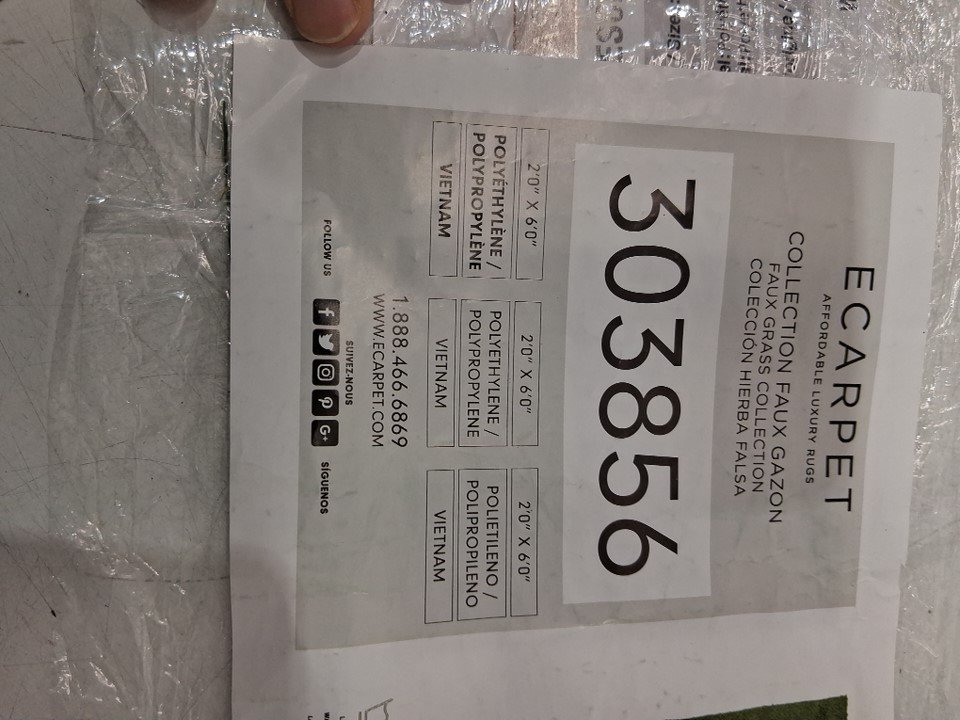 ECARPET
AFFORDABLE LUXURY RUGS
COLLECTION FAUX GAZON
FAUX GRASS COLLECTION
COLECCIÓN HIERBA FALSA
303856
2'0" X 6'0"
POLYÉTHYLÈNE /
POLYPROPYLÈNE
VIETNAM
2'0" X 6'0"
POLYETHYLENE /
POLYPROPYLENE
VIETNAM
2'0" X 6'0"
POLIETILENO /
POLIPROPILENO
VIETNAM
1.888.466.6869
WWW.ECARPET.COM
SUIVEZ-NOUS
FOLLOW US
SÍGUENOS
Size: